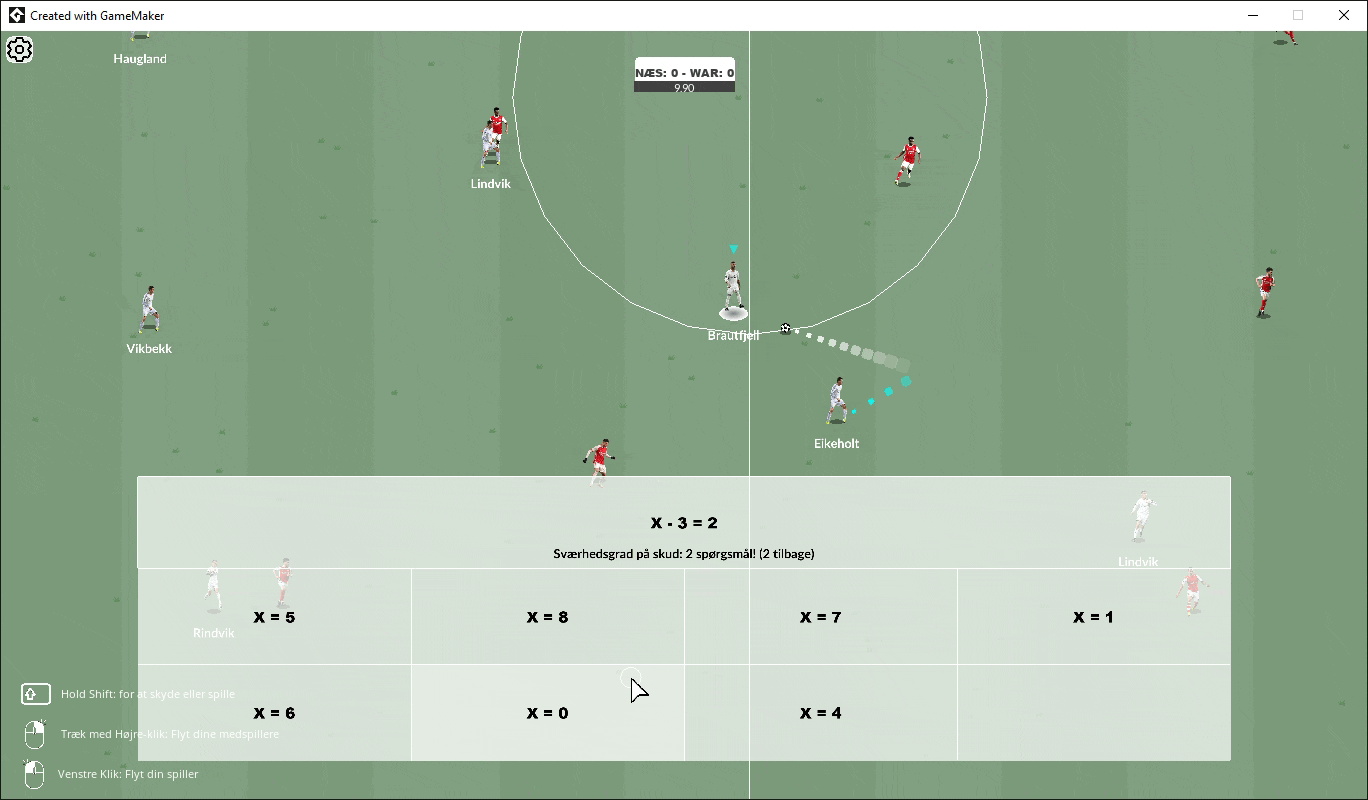 Created with GameMaker
Haugland
NÆS: 0 - WAR: 0
9.90
Lindvik
Brautfjell
Vikbekk
Eikeholt
X - 3 = 2
Sværhedsgrad på skud: 2 spørgsmål! (2 tilbage)
Lindvik
X = 5
X = 8
X = 7
X = 1
Rindvik
Hold Shift: for at skyde eller spille
X = 6
X = 0
X = 4
Træk med Højre-klik: Flyt dine medspillere
Venstre Klik: Flyt din spiller